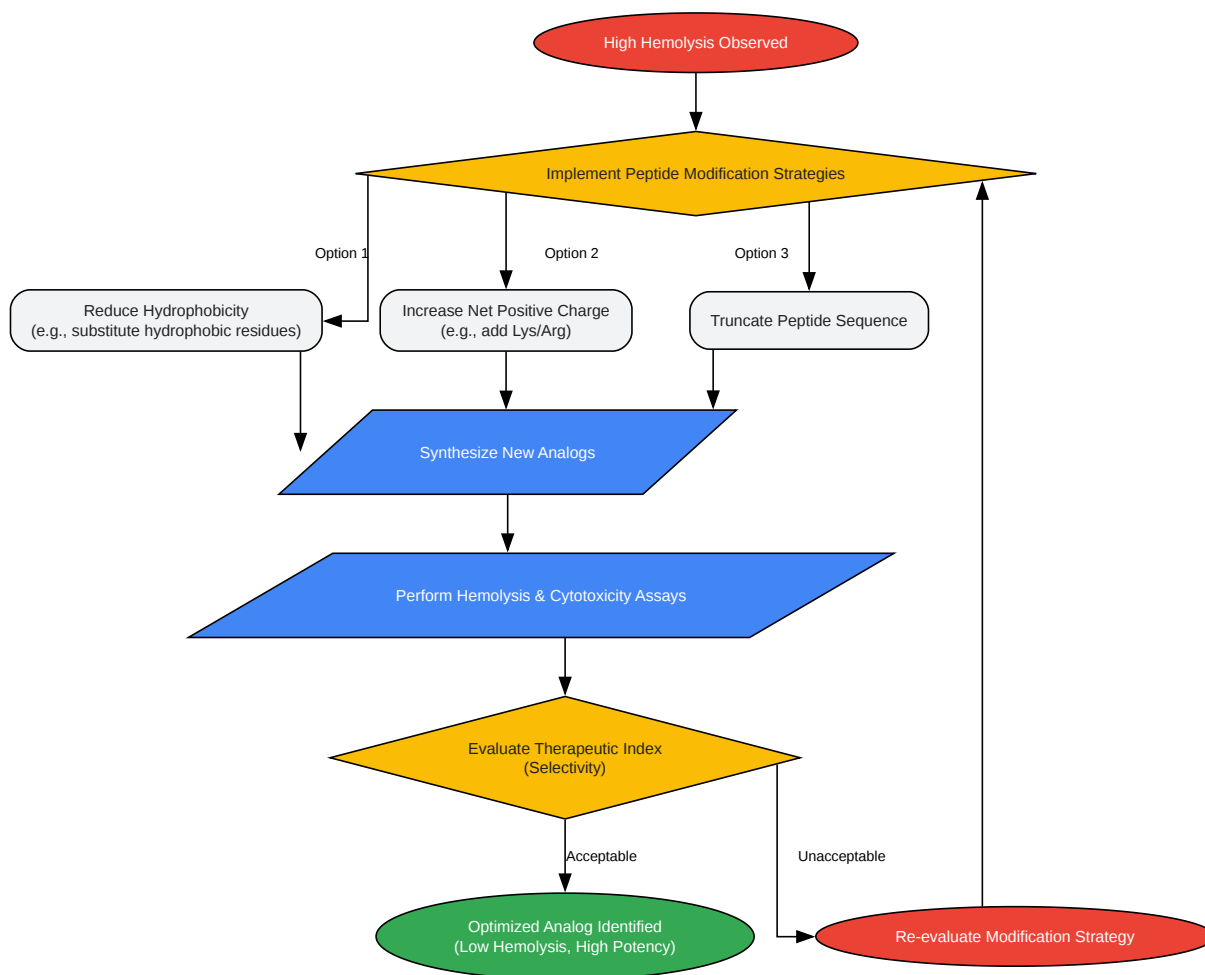 High Hemolysis Observed
Implement Peptide Modification Strategies
Option 1
Option 2
Option 3
Reduce Hydrophobicity
(e.g., substitute hydrophobic residues)
Increase Net Positive Charge
(e.g., add Lys/Arg)
Truncate Peptide Sequence
Synthesize New Analogs
Perform Hemolysis & Cytotoxicity Assays
Evaluate Therapeutic Index
(Selectivity)
Acceptable
Unacceptable
Optimized Analog Identified
(Low Hemolysis, High Potency)
Re-evaluate Modification Strategy